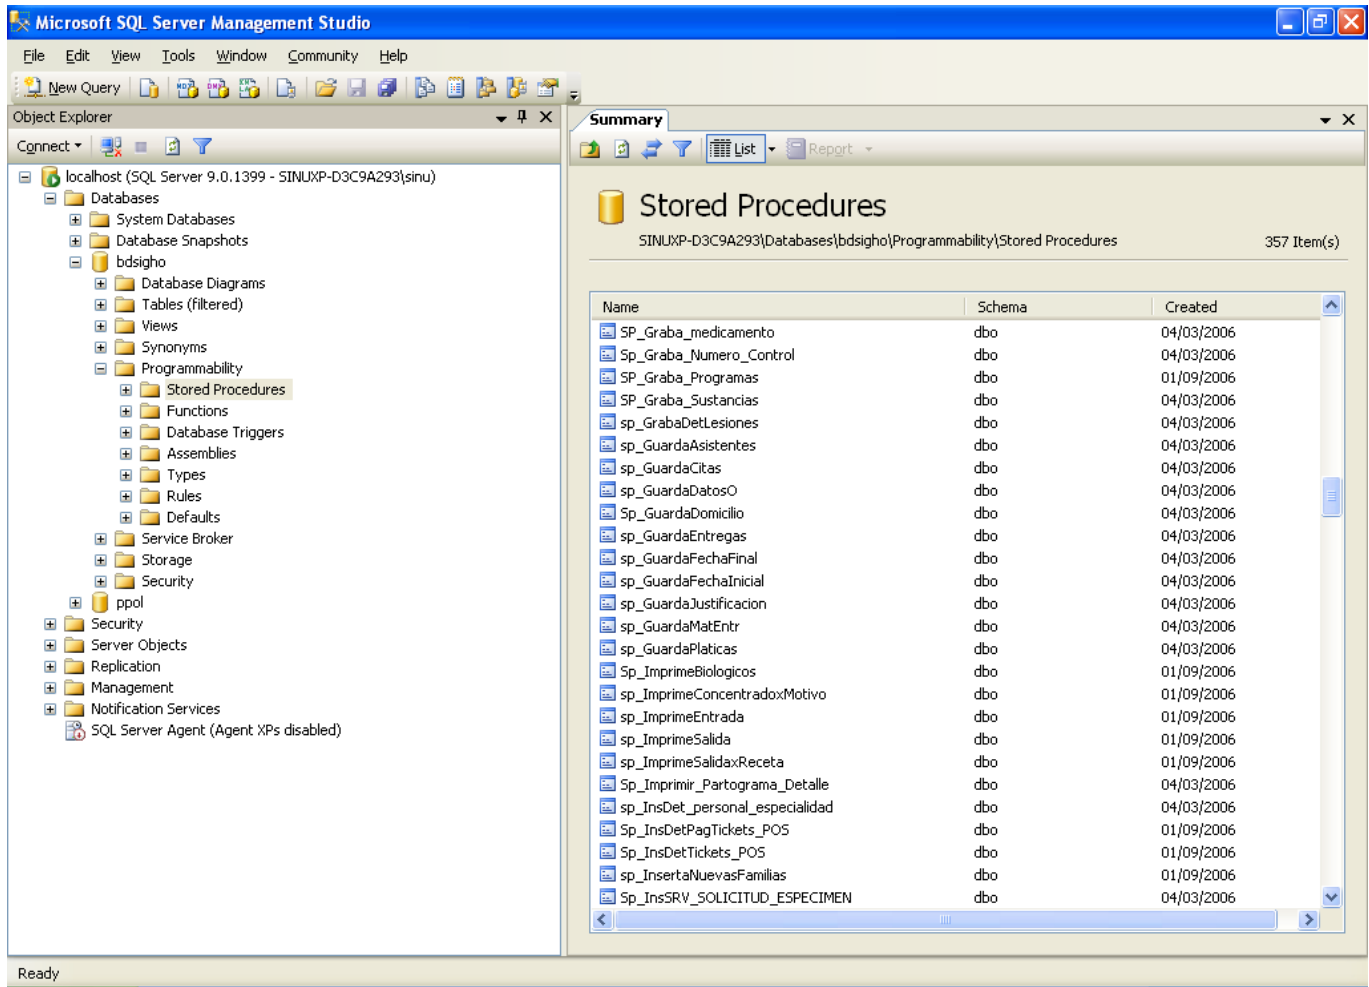 Microsoft SQL Server Management Studio
File Edit View Tools Window Community Help
New Query
Object Explorer
Connect
localhost (SQL Server 9.0.1399 - SINUXP-D3C9A293\sinu)
Databases
System Databases
Database Snapshots
bdsigho
Database Diagrams
Tables (filtered)
Views
Synonyms
Programmability
Stored Procedures
Functions
Database Triggers
Assemblies
Types
Rules
Defaults
Service Broker
Storage
Security
ppol
Security
Server Objects
Replication
Management
Notification Services
SQL Server Agent (Agent XPs disabled)
Summary
List Report
Stored Procedures
SINUXP-D3C9A293\Databases\bdsigho\Programmability\Stored Procedures 357 Item(s)
Name Schema Created
SP_Graba_medicamento dbo 04/03/2006
Sp_Graba_Numero_Control dbo 04/03/2006
SP_Graba_Programas dbo 01/09/2006
SP_Graba_Sustancias dbo 04/03/2006
sp_GrabaDetLesiones dbo 04/03/2006
sp_GuardaAsistentes dbo 04/03/2006
sp_GuardaCitas dbo 04/03/2006
sp_GuardaDatosO dbo 04/03/2006
Sp_GuardaDomicilio dbo 04/03/2006
sp_GuardaEntregas dbo 04/03/2006
sp_GuardaFechaFinal dbo 04/03/2006
sp_GuardaFechaInicial dbo 04/03/2006
sp_GuardaJustificacion dbo 04/03/2006
sp_GuardaMatEntr dbo 04/03/2006
sp_GuardaPlaticas dbo 04/03/2006
Sp_ImprimeBiologicos dbo 01/09/2006
sp_ImprimeConcentradoxMotivo dbo 01/09/2006
sp_ImprimeEntrada dbo 01/09/2006
sp_ImprimeSalida dbo 01/09/2006
sp_ImprimeSalidaxReceta dbo 01/09/2006
Sp_Imprimir_Partograma_Detalle dbo 04/03/2006
sp_InsDet_personal_especialidad dbo 04/03/2006
Sp_InsDetPagTickets_POS dbo 01/09/2006
Sp_InsDetTickets_POS dbo 01/09/2006
sp_InsertaNuevasFamilias dbo 01/09/2006
Sp_InsSRV_SOLICITUD_ESPECIMEN dbo 04/03/2006
Ready